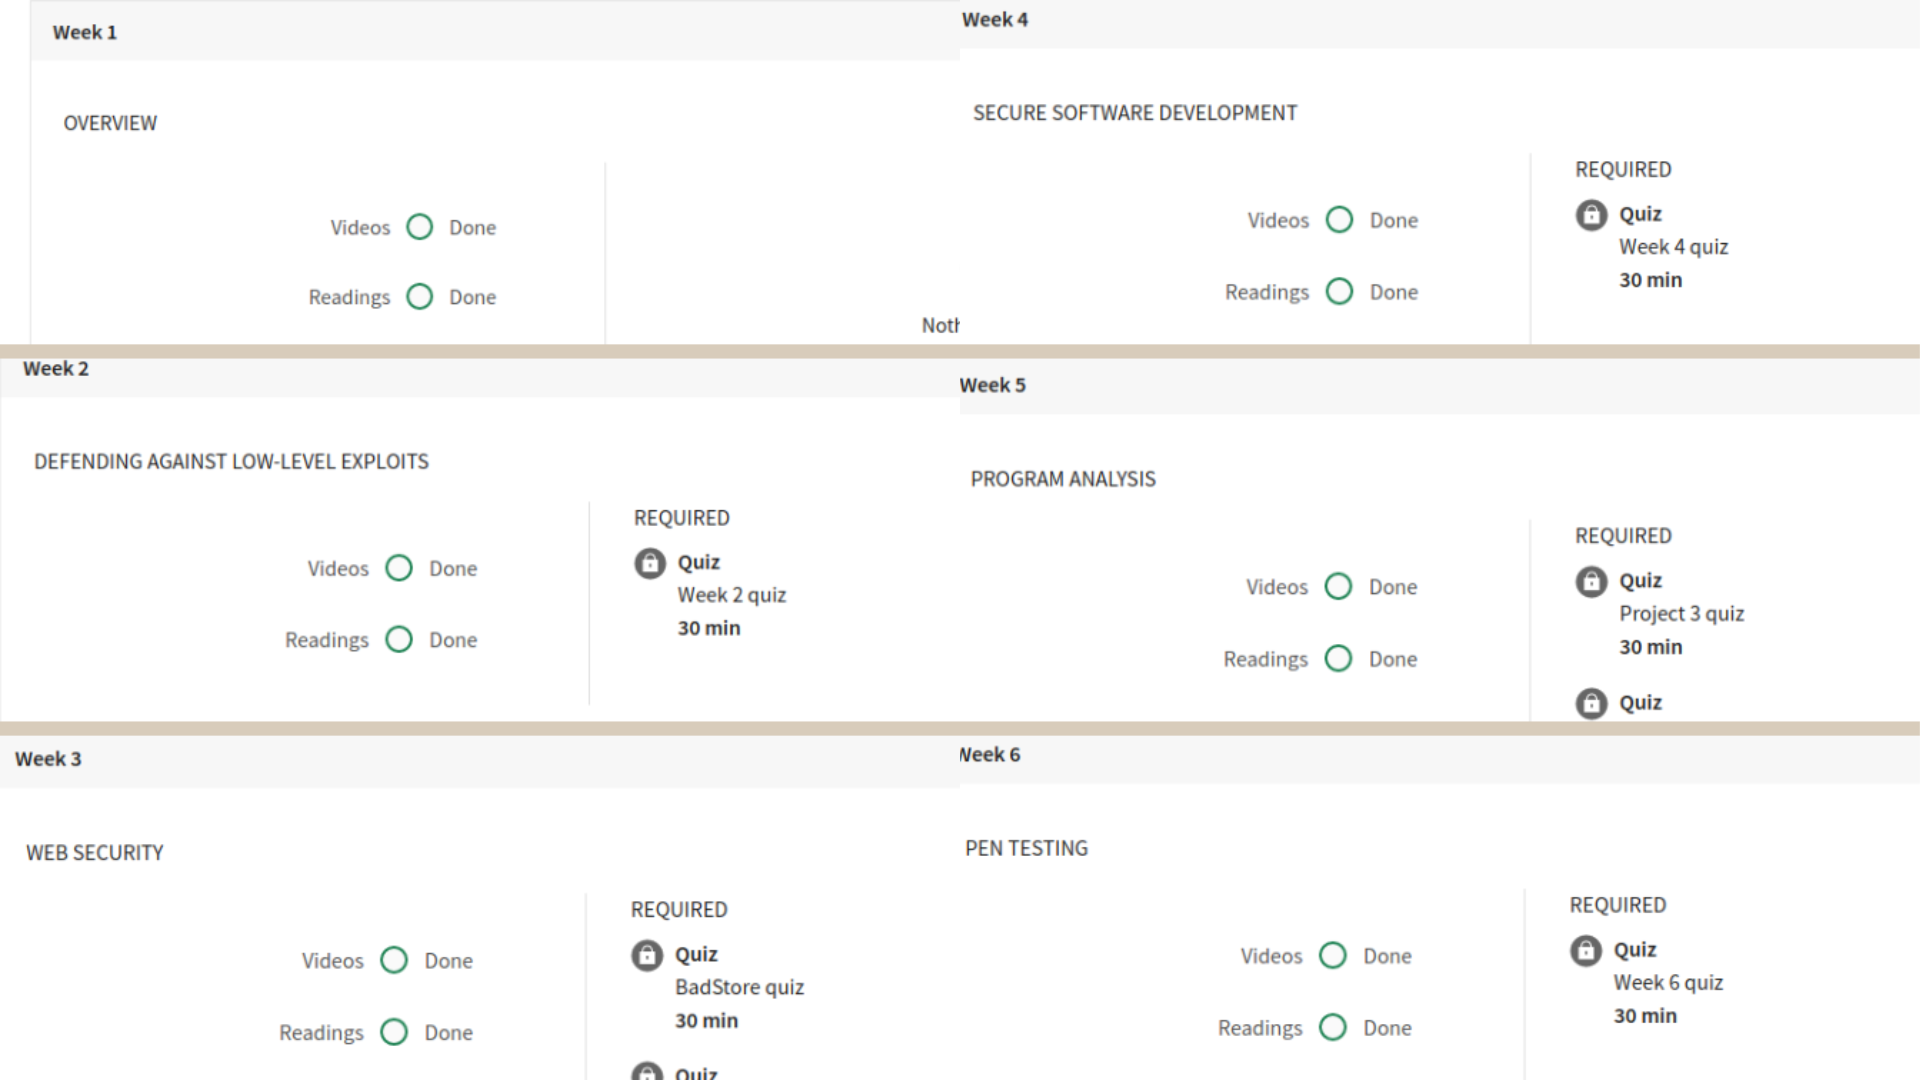 Week 1
OVERVIEW
Videos Done
Readings Done
Week 2
DEFENDING AGAINST LOW-LEVEL EXPLOITS
Videos Done
Readings Done
REQUIRED
Quiz
Week 2 quiz
30 min
Week 3
WEB SECURITY
Videos Done
Readings Done
REQUIRED
Quiz
BadStore quiz
30 min
Quiz
Week 4
SECURE SOFTWARE DEVELOPMENT
Videos Done
Readings Done
REQUIRED
Quiz
Week 4 quiz
30 min
Week 5
PROGRAM ANALYSIS
Videos Done
Readings Done
REQUIRED
Quiz
Project 3 quiz
30 min
Quiz
Week 6
PEN TESTING
Videos Done
Readings Done
REQUIRED
Quiz
Week 6 quiz
30 min